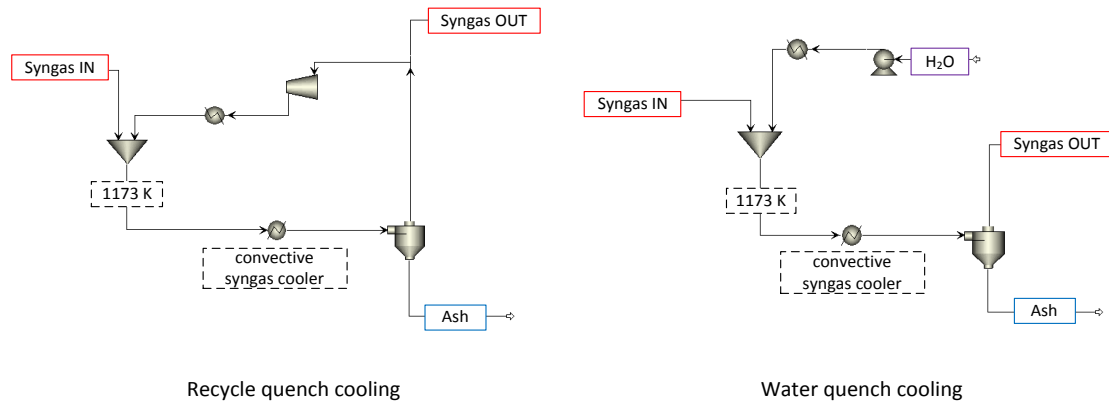 Syngas OUT
Syngas IN
1173 K
convective
syngas cooler
Ash
Recycle quench cooling
H₂O
Syngas IN
Syngas OUT
1173 K
convective
syngas cooler
Ash
Water quench cooling